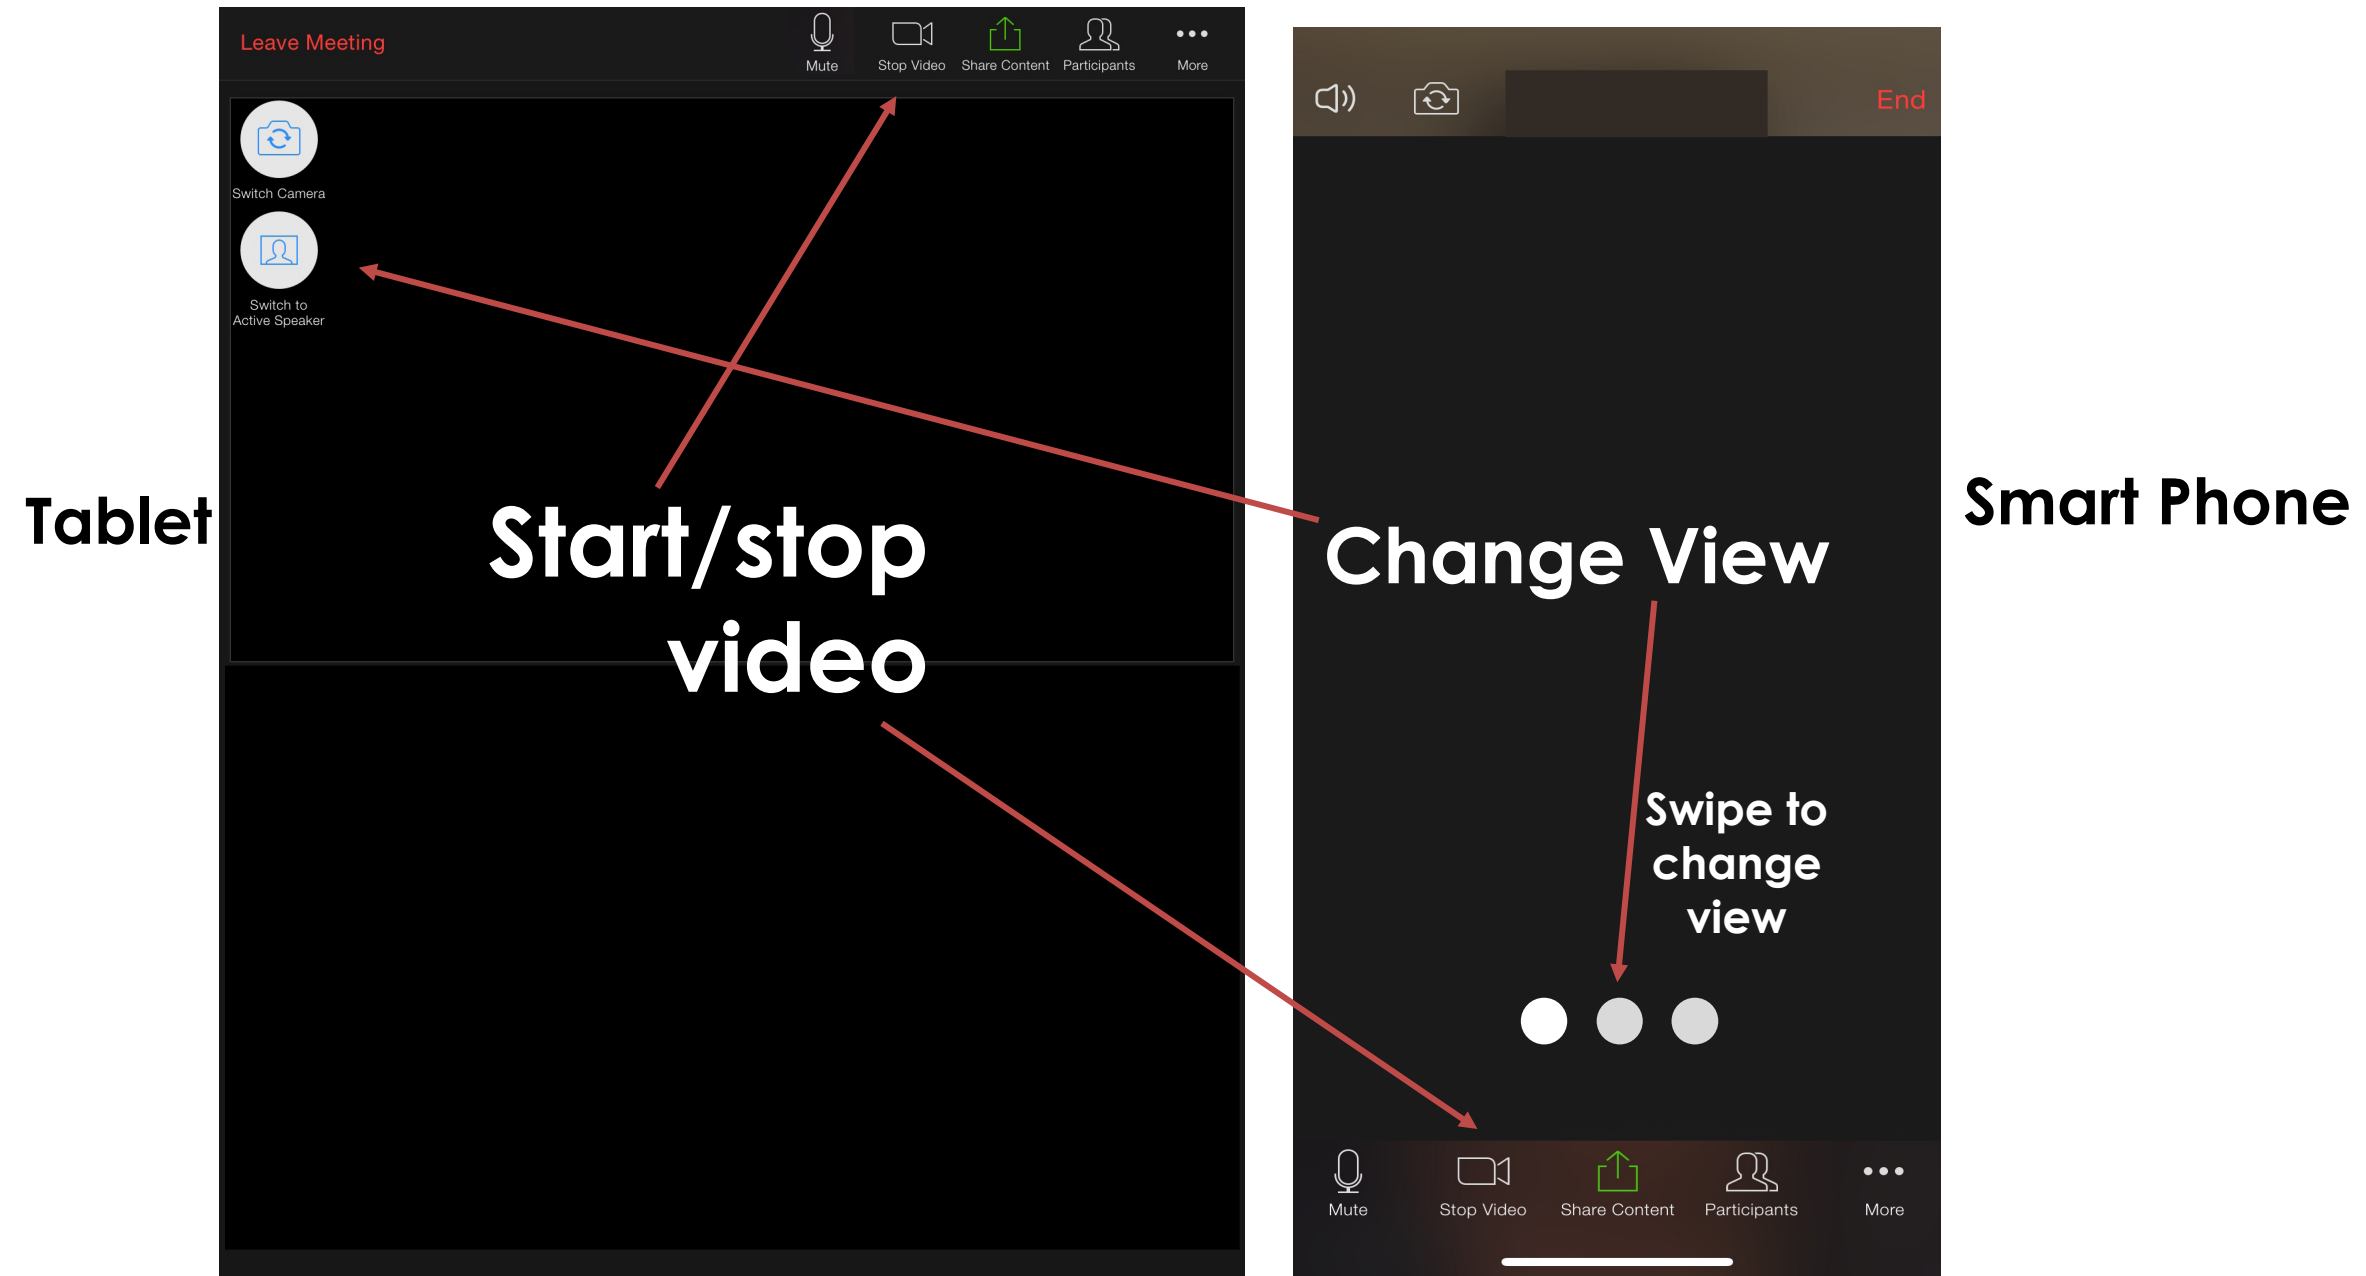 Leave Meeting
Mute
Stop Video
Share Content
Participants
More
Switch Camera
Switch to
Active Speaker
Tablet
Start/stop
video
End
Change View
Swipe to
change
view
Mute
Stop Video
Share Content
Participants
More
Smart Phone